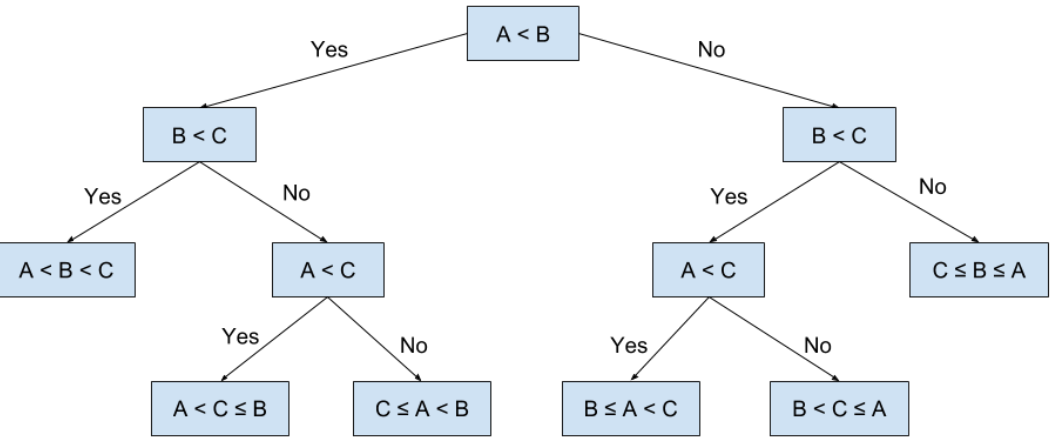 A < B
Yes
No
B < C
B < C
Yes
No
Yes
No
A < B < C
A < C
A < C
C ≤ B ≤ A
Yes
No
Yes
No
A < C ≤ B
C ≤ A < B
B ≤ A < C
B < C ≤ A